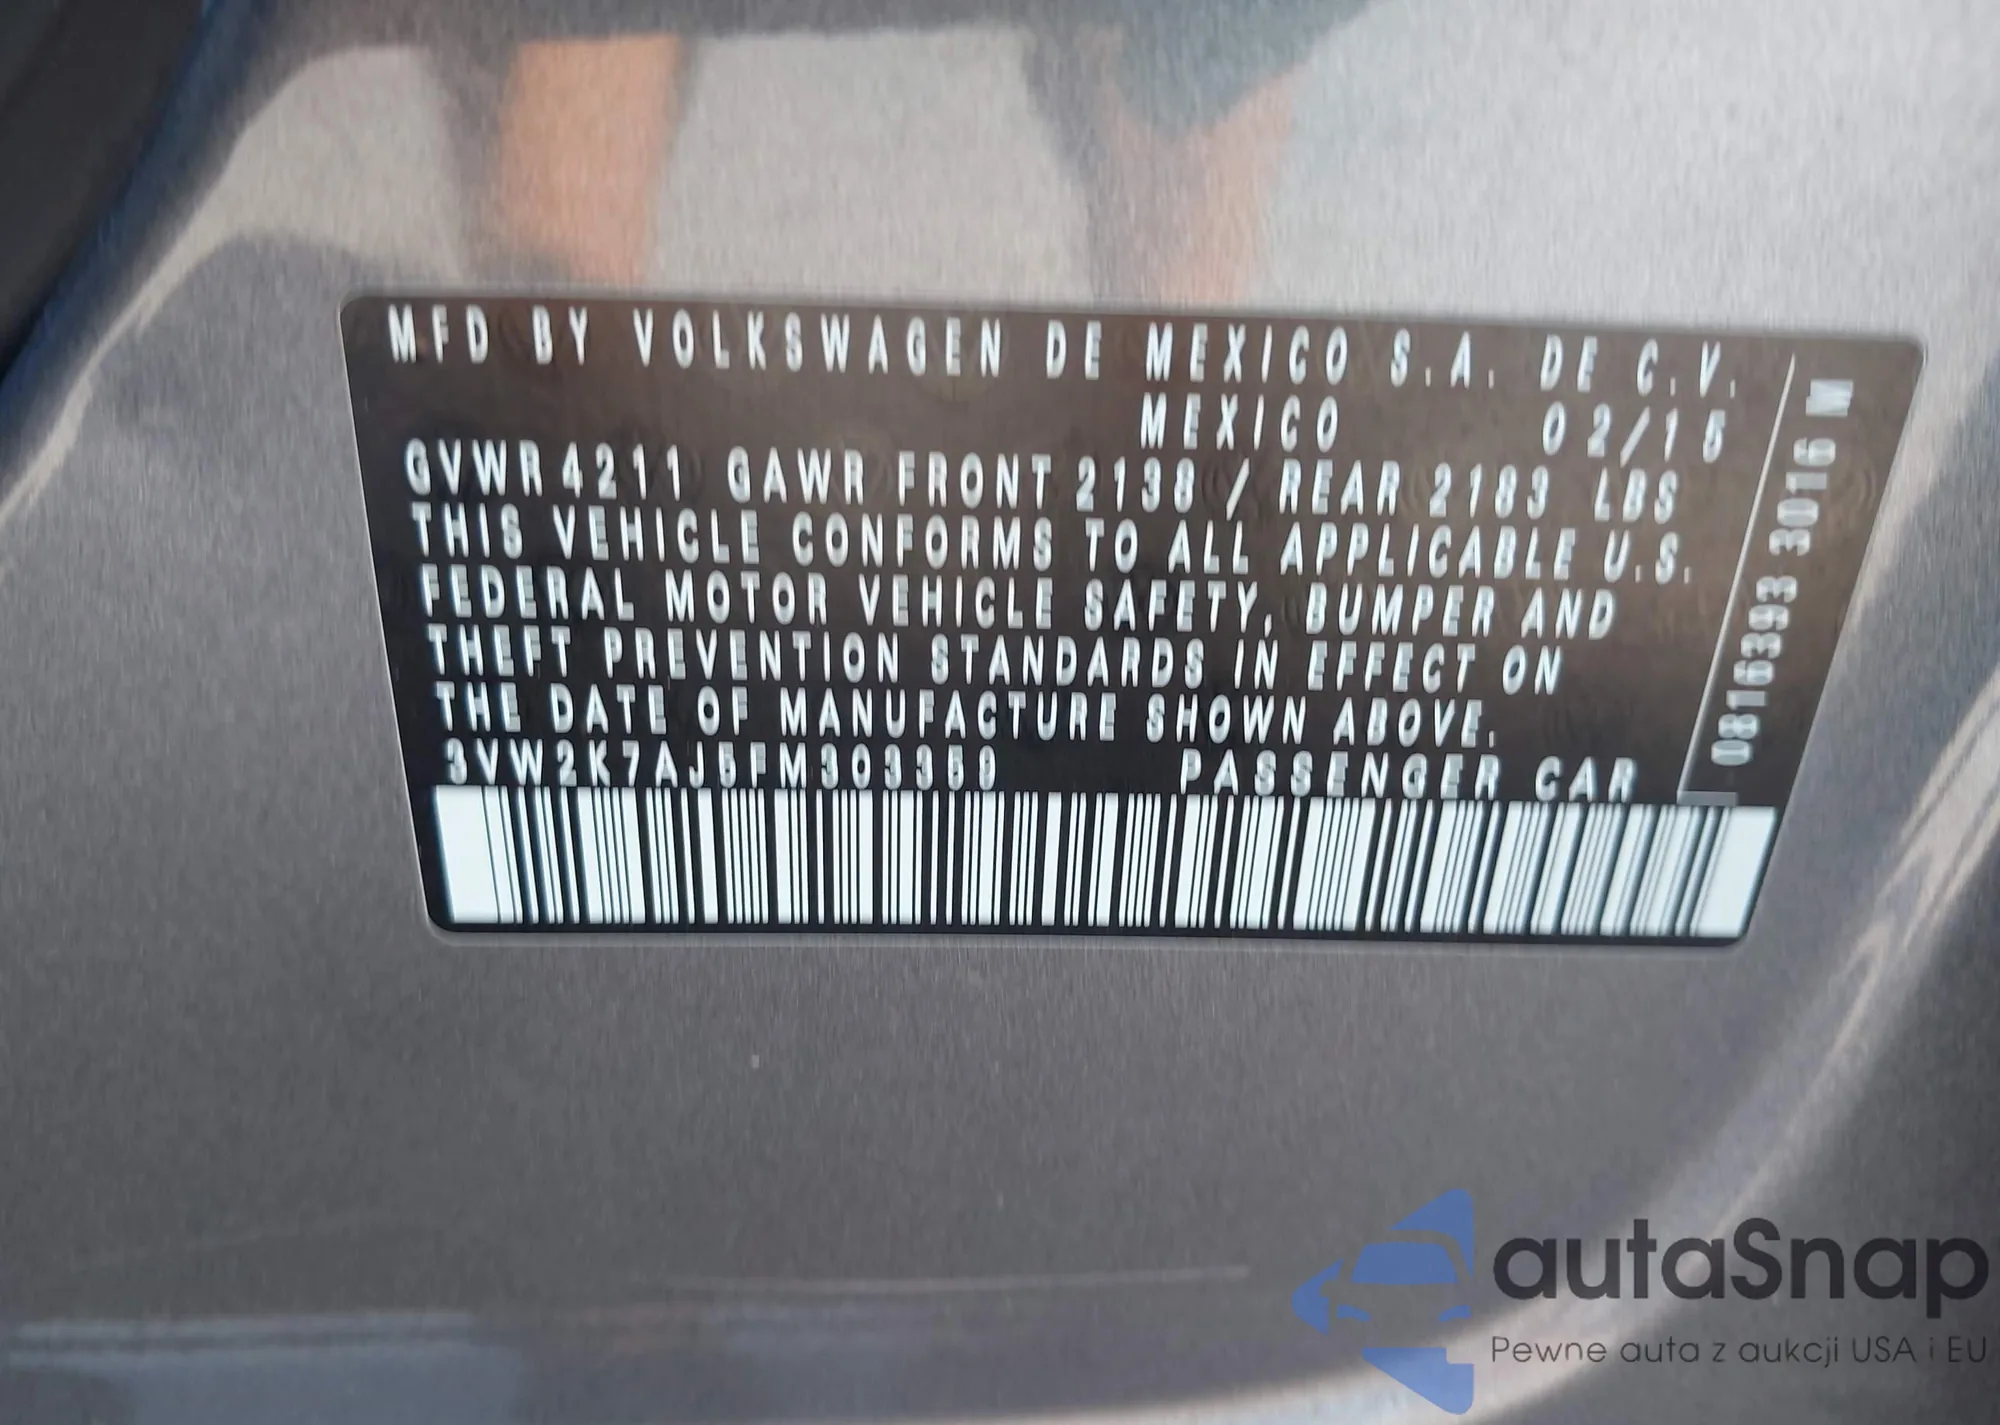 MFD BY VOLKSWAGEN DE MEXICO S.A. DE C.V.
MEXICO 02/15
GVWR 4211 GAWR FRONT 2138 / REAR 2183 LBS
THIS VEHICLE CONFORMS TO ALL APPLICABLE U.S.
FEDERAL MOTOR VEHICLE SAFETY, BUMPER AND
THEFT PREVENTION STANDARDS IN EFFECT ON
THE DATE OF MANUFACTURE SHOWN ABOVE.
3VW2K7AJ5FM303359 PASSENGER CAR
08163933016 M
autaSnap
Pewne auta z aukcji USA i EU